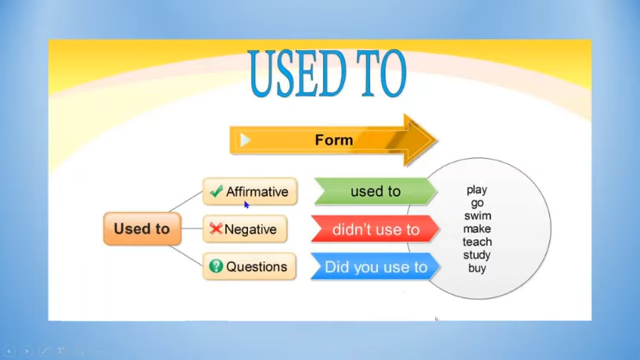 USED TO
Form
Used to
Affirmative
used to
Negative
didn't use to
Questions
Did you use to
play
go
swim
make
teach
study
buy